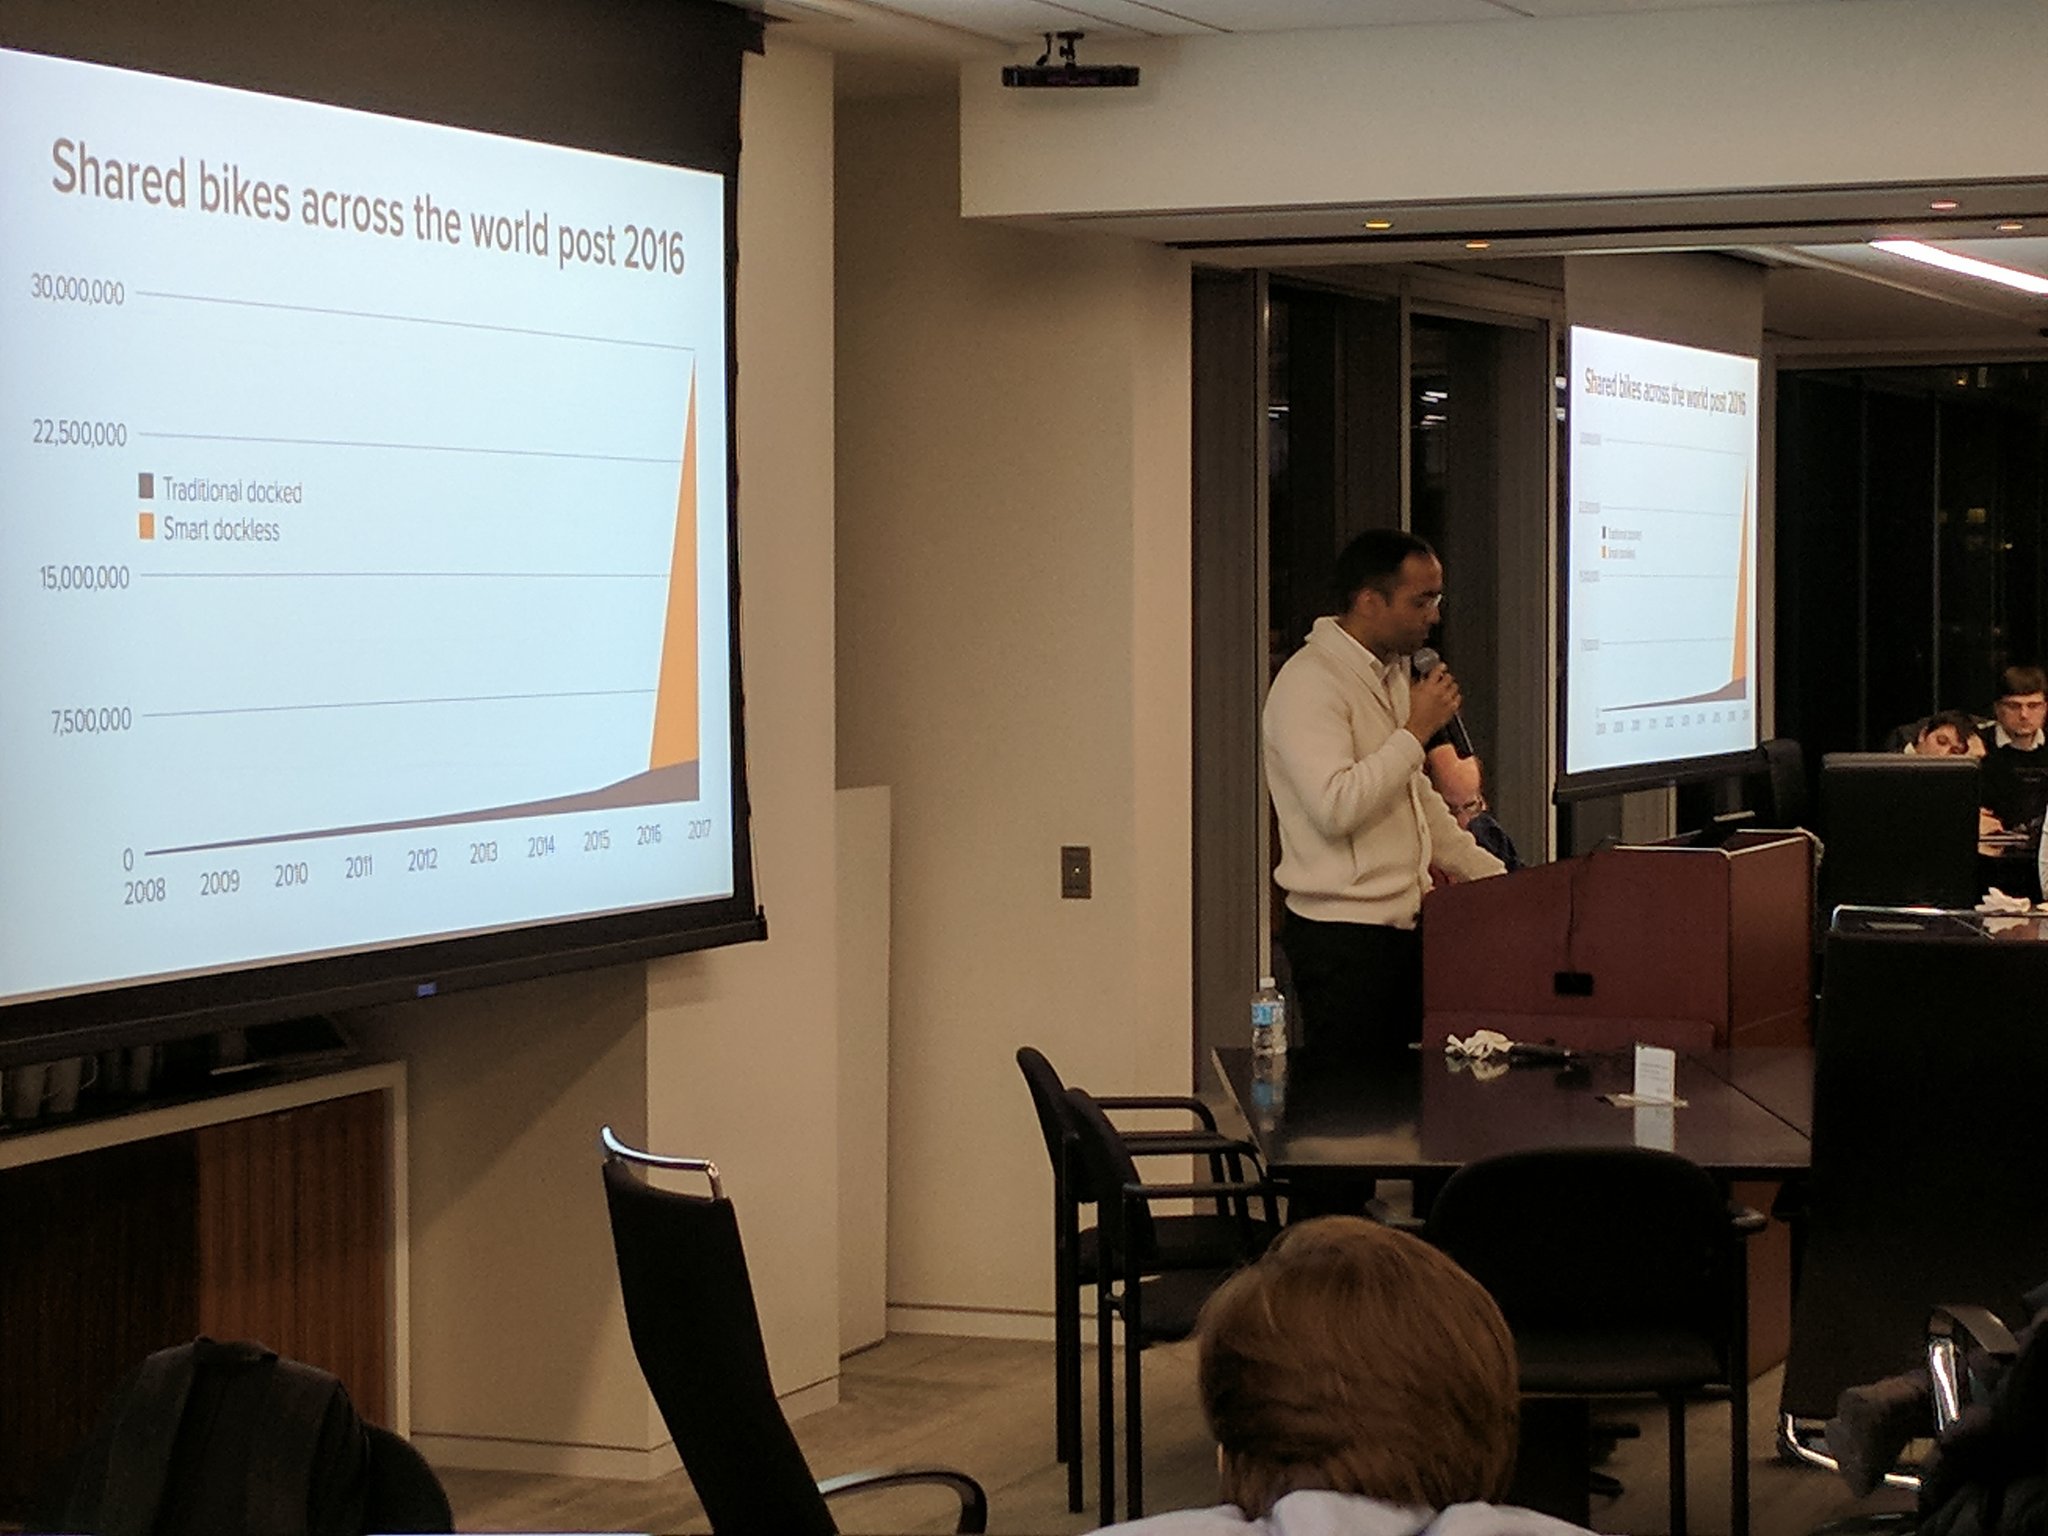 Shared bikes across the world post 2016
30,000,000
22,500,000
Traditional docked
Smart dockless
15,000,000
7,500,000
0
2008 2009 2010 2011 2012 2013 2014 2015 2016 2017
Shared bikes across the world post 2016